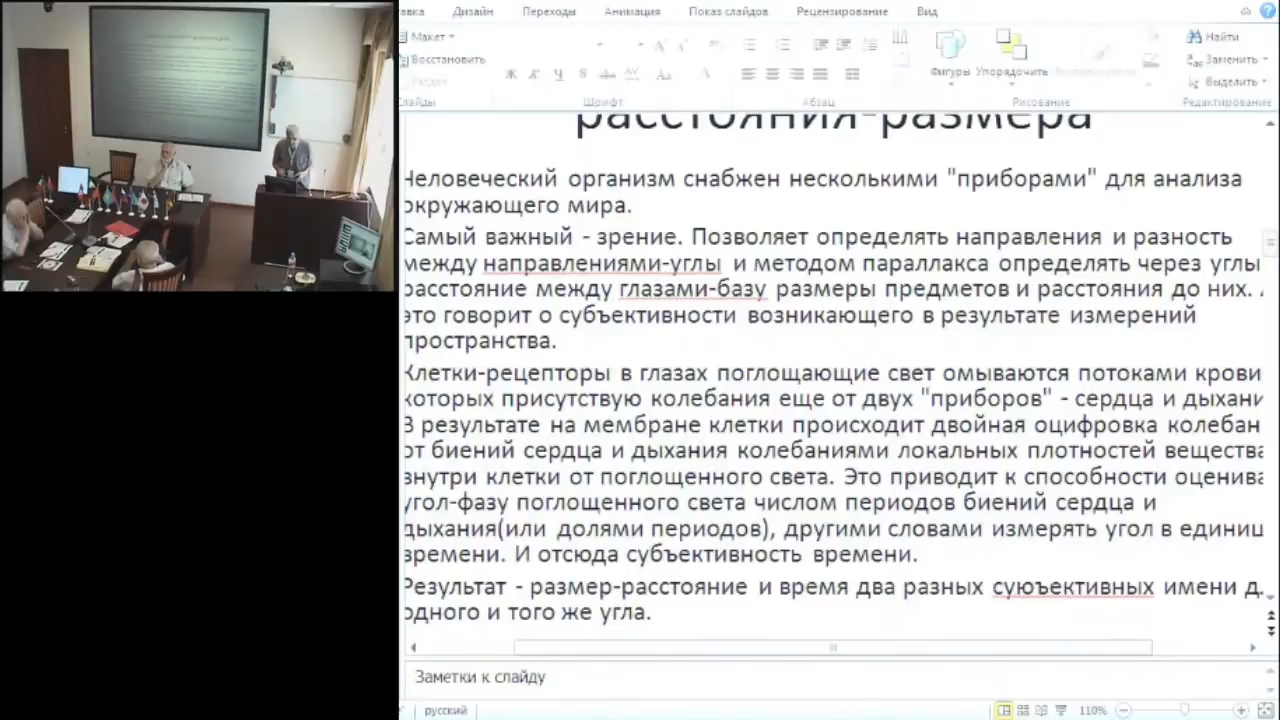 Дизайн Переходы Анимация Показ слайдов Рецензирование Вид
Макет
Восстановить
Раздел
Слайды
Шрифт
Абзац
Фигуры Упорядочить
Рисование
Найти
Заменить
Выделить
Редактирование
расстояния-размера
Человеческий организм снабжен несколькими "приборами" для анализа
окружающего мира.
Самый важный - зрение. Позволяет определять направления и разность
между направлениями-углы и методом параллакса определять через углы
расстояние между глазами-базу размеры предметов и расстояния до них.
это говорит о субъективности возникающего в результате измерений
пространства.
Клетки-рецепторы в глазах поглощающие свет омываются потоками крови
которых присутствую колебания еще от двух "приборов" - сердца и дыхани
В результате на мембране клетки происходит двойная оцифровка колебан
от биений сердца и дыхания колебаниями локальных плотностей вещества
внутри клетки от поглощенного света. Это приводит к способности оценива
угол-фазу поглощенного света числом периодов биений сердца и
дыхания(или долями периодов), другими словами измерять угол в единиц
времени. И отсюда субъективность времени.
Результат - размер-расстояние и время два разных суюъективных имени д
одного и того же угла.
Заметки к слайду
русский
110%